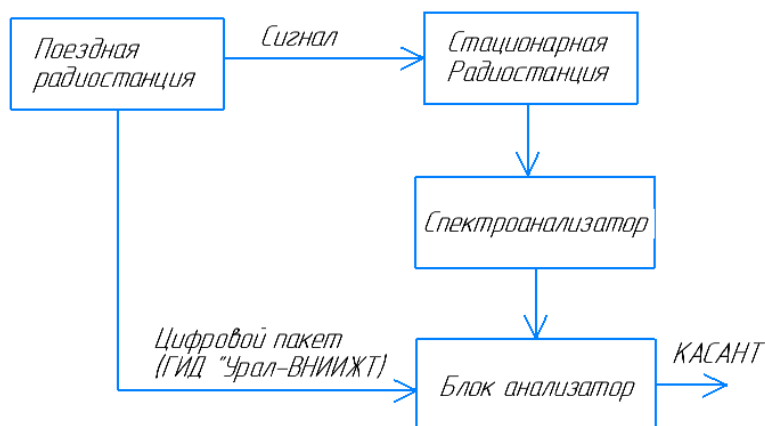 Поездная
радиостанция
Сигнал
Стационарная
Радиостанция
Спектроанализатор
Цифровой пакет
(ГИД "Урал-ВНИИЖТ)
Блок анализатор
КАСАНТ